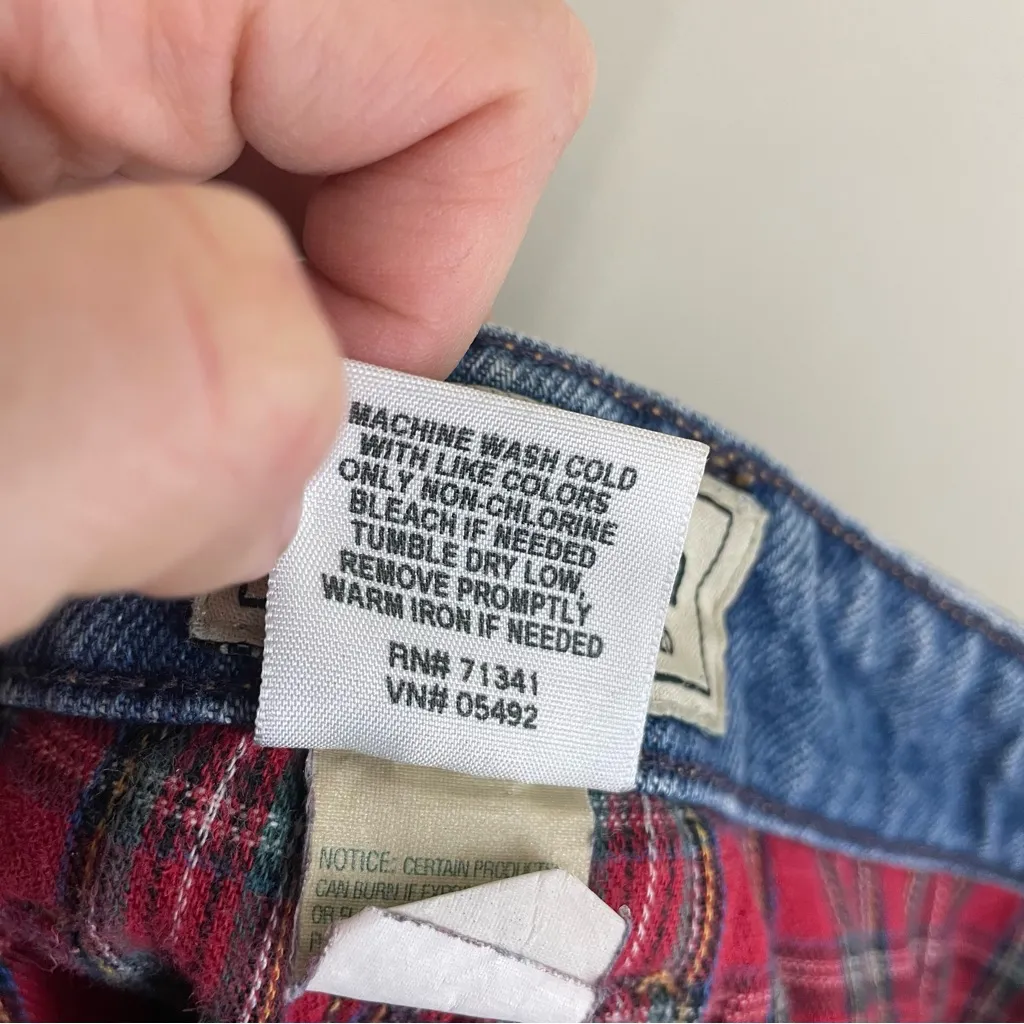 MACHINE WASH COLD
WITH LIKE COLORS
ONLY NON-CHLORINE
BLEACH IF NEEDED
TUMBLE DRY LOW,
REMOVE PROMPTLY
WARM IRON IF NEEDED
RN# 71341
VN# 05492
NOTICE: CERTAIN
CAN BURN IF
OR